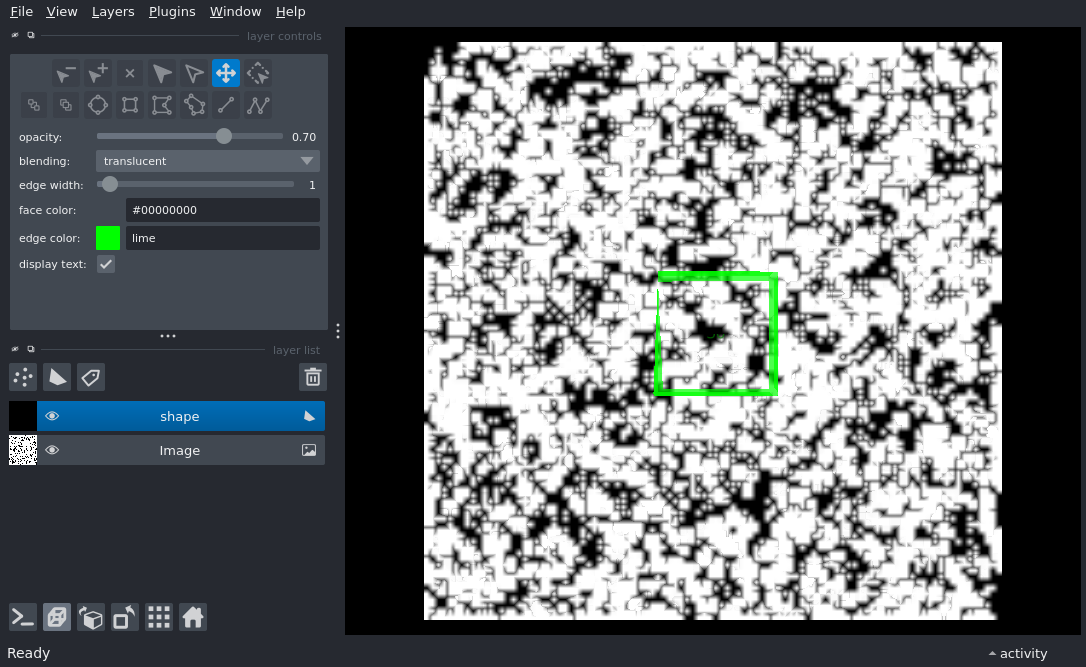 File View Layers Plugins Window Help
layer controls
opacity: 0.70
blending: translucent
edge width: 1
face color: #00000000
edge color: lime
display text:
layer list
shape
Image
Ready
activity